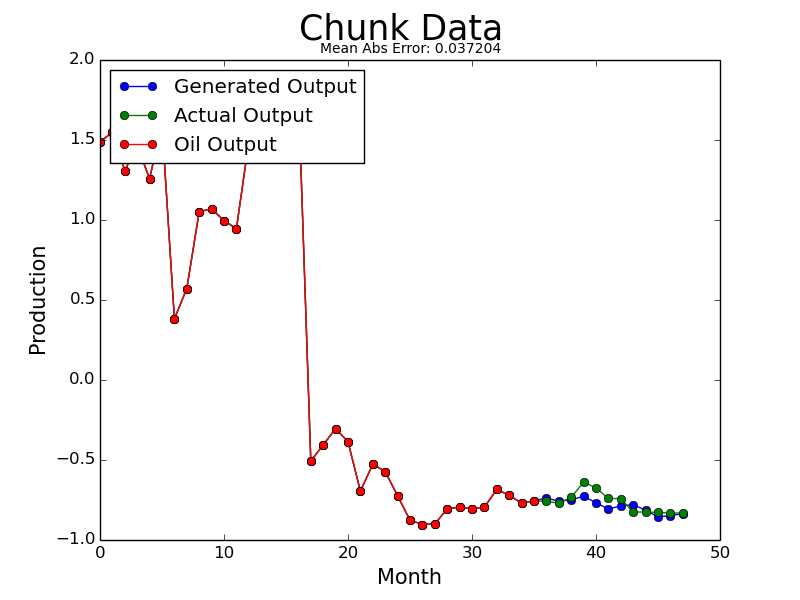 Chunk Data
Mean Abs Error: 0.037204
Generated Output
Actual Output
Oil Output
2.0
1.5
1.0
0.5
0.0
−0.5
−1.0
Production
0 10 20 30 40 50
Month